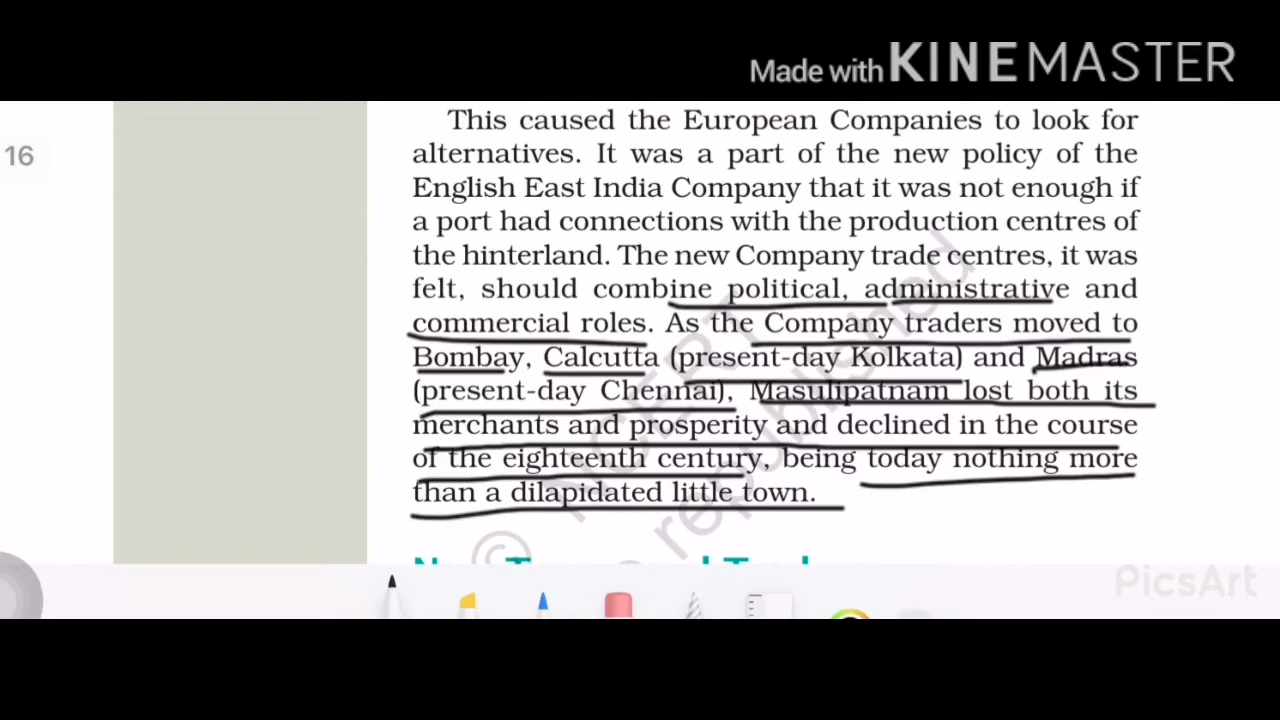 Made with KINEMASTER
16
This caused the European Companies to look for
alternatives. It was a part of the new policy of the
English East India Company that it was not enough if
a port had connections with the production centres of
the hinterland. The new Company trade centres, it was
felt, should combine political, administrative and
commercial roles. As the Company traders moved to
Bombay, Calcutta (present-day Kolkata) and Madras
(present-day Chennai), Masulipatnam lost both its
merchants and prosperity and declined in the course
of the eighteenth century, being today nothing more
than a dilapidated little town.
© NCERT
republished
PicsArt